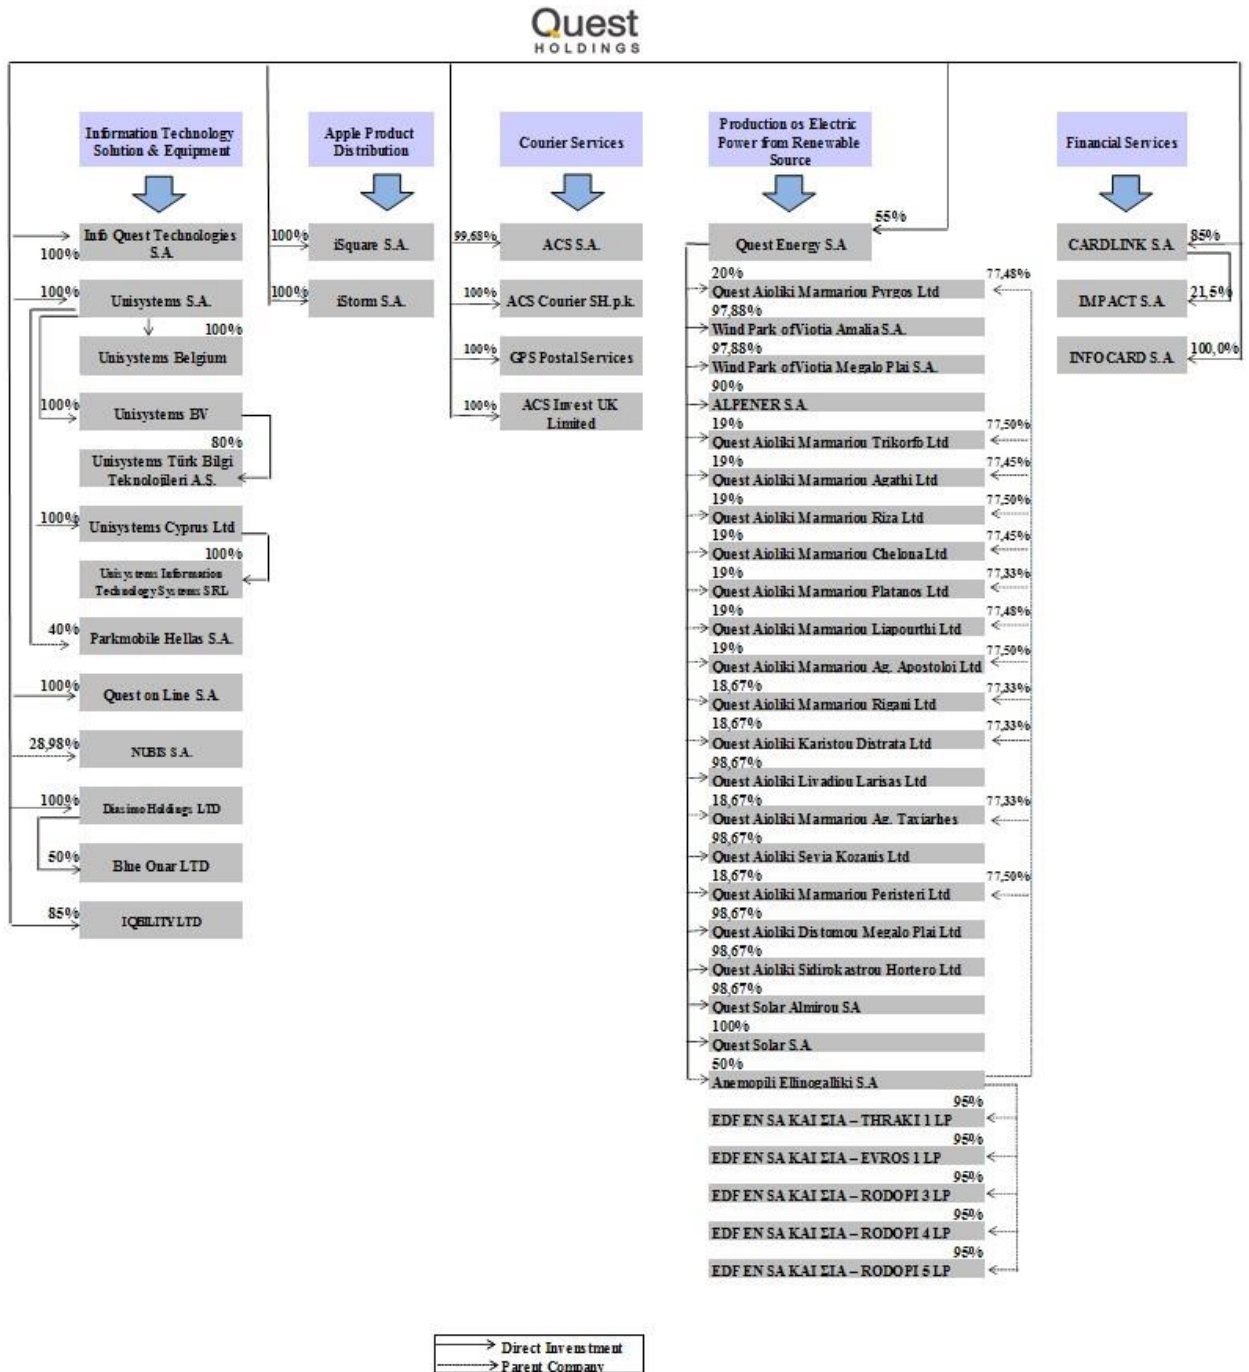 Quest
HOLDINGS
Information Technology
Solution & Equipment
Info Quest Technologies
S.A.
100%
100%
Unisystems S.A.
100%
Unisystems Belgium
100%
Unisystems BV
80%
Unisystems Türk Bilgi
Teknolojileri A.Ş.
100%
Unisystems Cyprus Ltd
100%
Unisystems Information
Technology Systems SRL
40%
Parkmobile Hellas S.A.
100%
Quest on Line S.A.
28,98%
NUBIS S.A.
100%
Diasimo Holdings LTD
50%
Blue Onar LTD
85%
IQBILITY LTD
Apple Product
Distribution
100%
iSquare S.A.
100%
iStorm S.A.
Courier Services
99,68%
ACS S.A.
100%
ACS Courier SH.p.k.
100%
GPS Postal Services
100%
ACS Invest UK
Limited
Production os Electric
Power from Renewable
Source
55%
Quest Energy S.A
20%
77,48%
Quest Aioliki Marmariou Pyrgos Ltd
97,88%
Wind Park of Viotia Amalia S.A.
97,88%
Wind Park of Viotia Megalo Plai S.A.
90%
ALPENER S.A.
19%
77,50%
Quest Aioliki Marmariou Trikorfo Ltd
19%
77,45%
Quest Aioliki Marmariou Agathi Ltd
19%
77,50%
Quest Aioliki Marmariou Riza Ltd
19%
77,45%
Quest Aioliki Marmariou Chelona Ltd
19%
77,33%
Quest Aioliki Marmariou Platanos Ltd
19%
77,48%
Quest Aioliki Marmariou Liapourthi Ltd
19%
77,50%
Quest Aioliki Marmariou Ag. Apostoloi Ltd
18,67%
77,33%
Quest Aioliki Marmariou Rigani Ltd
18,67%
77,33%
Quest Aioliki Karistou Distrata Ltd
98,67%
Quest Aioliki Livadiou Larisas Ltd
18,67%
77,33%
Quest Aioliki Marmariou Ag. Taxiarhes
98,67%
Quest Aioliki Sevia Kozanis Ltd
18,67%
77,50%
Quest Aioliki Marmariou Peristeri Ltd
98,67%
Quest Aioliki Distomou Megalo Plai Ltd
98,67%
Quest Aioliki Sidirokastrou Hortero Ltd
98,67%
Quest Solar Almirou SA
100%
Quest Solar S.A.
50%
Anemopili Ellinogalliki S.A
95%
EDF EN SA ΚΑΙ ΣΙΑ – THRAKI 1 LP
95%
EDF EN SA ΚΑΙ ΣΙΑ – EVROS 1 LP
95%
EDF EN SA ΚΑΙ ΣΙΑ – RODOPI 3 LP
95%
EDF EN SA ΚΑΙ ΣΙΑ – RODOPI 4 LP
95%
EDF EN SA ΚΑΙ ΣΙΑ – RODOPI 5 LP
Financial Services
CARDLINK S.A.
85%
IMPACT S.A.
21,5%
INFOCARD S.A.
100,0%
Direct Invenstment
Parent Company